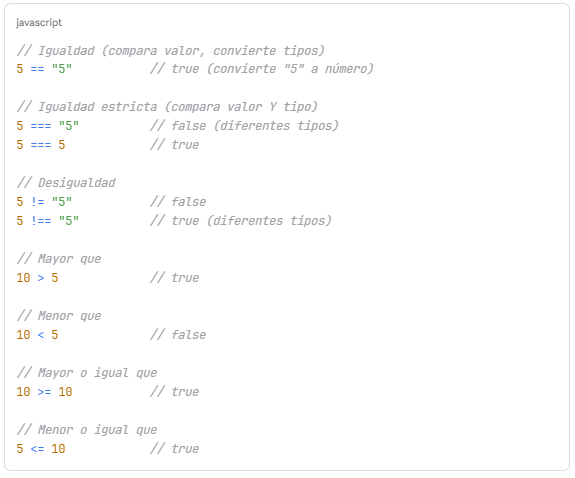 javascript
// Igualdad (compara valor, convierte tipos)
5 == "5"           // true (convierte "5" a número)
// Igualdad estricta (compara valor Y tipo)
5 === "5"          // false (diferentes tipos)
5 === 5            // true
// Desigualdad
5 != "5"           // false
5 !== "5"          // true (diferentes tipos)
// Mayor que
10 > 5             // true
// Menor que
10 < 5             // false
// Mayor o igual que
10 >= 10           // true
// Menor o igual que
5 <= 10            // true